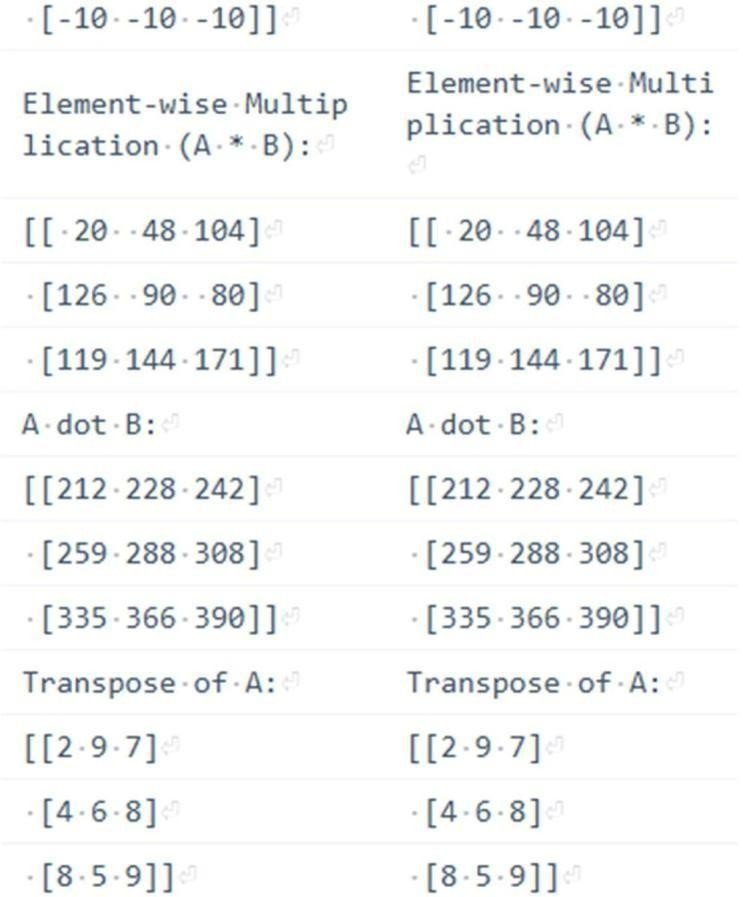 [-10 -10 -10]]
Element-wise Multip
lication (A * B):
[[ 20  48 104]
 [126  90  80]
 [119 144 171]]
A dot B:
[[212 228 242]
 [259 288 308]
 [335 366 390]]
Transpose of A:
[[2 9 7]
 [4 6 8]
 [8 5 9]]
 [-10 -10 -10]]
Element-wise Multi
plication (A * B):
[[ 20  48 104]
 [126  90  80]
 [119 144 171]]
A dot B:
[[212 228 242]
 [259 288 308]
 [335 366 390]]
Transpose of A:
[[2 9 7]
 [4 6 8]
 [8 5 9]]